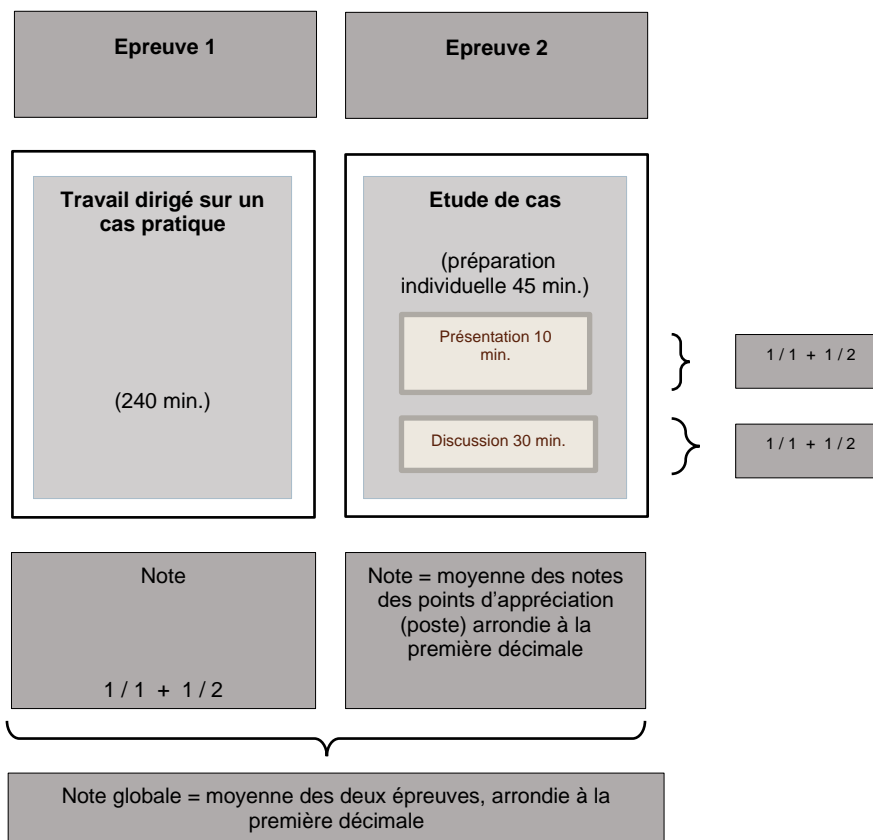 Epreuve 1
Epreuve 2
Travail dirigé sur un
cas pratique
(240 min.)
Etude de cas
(préparation
individuelle 45 min.)
Présentation 10
min.
1 / 1 + 1 / 2
Discussion 30 min.
1 / 1 + 1 / 2
Note
1 / 1 + 1 / 2
Note = moyenne des notes
des points d’appréciation
(poste) arrondie à la
première décimale
Note globale = moyenne des deux épreuves, arrondie à la
première décimale